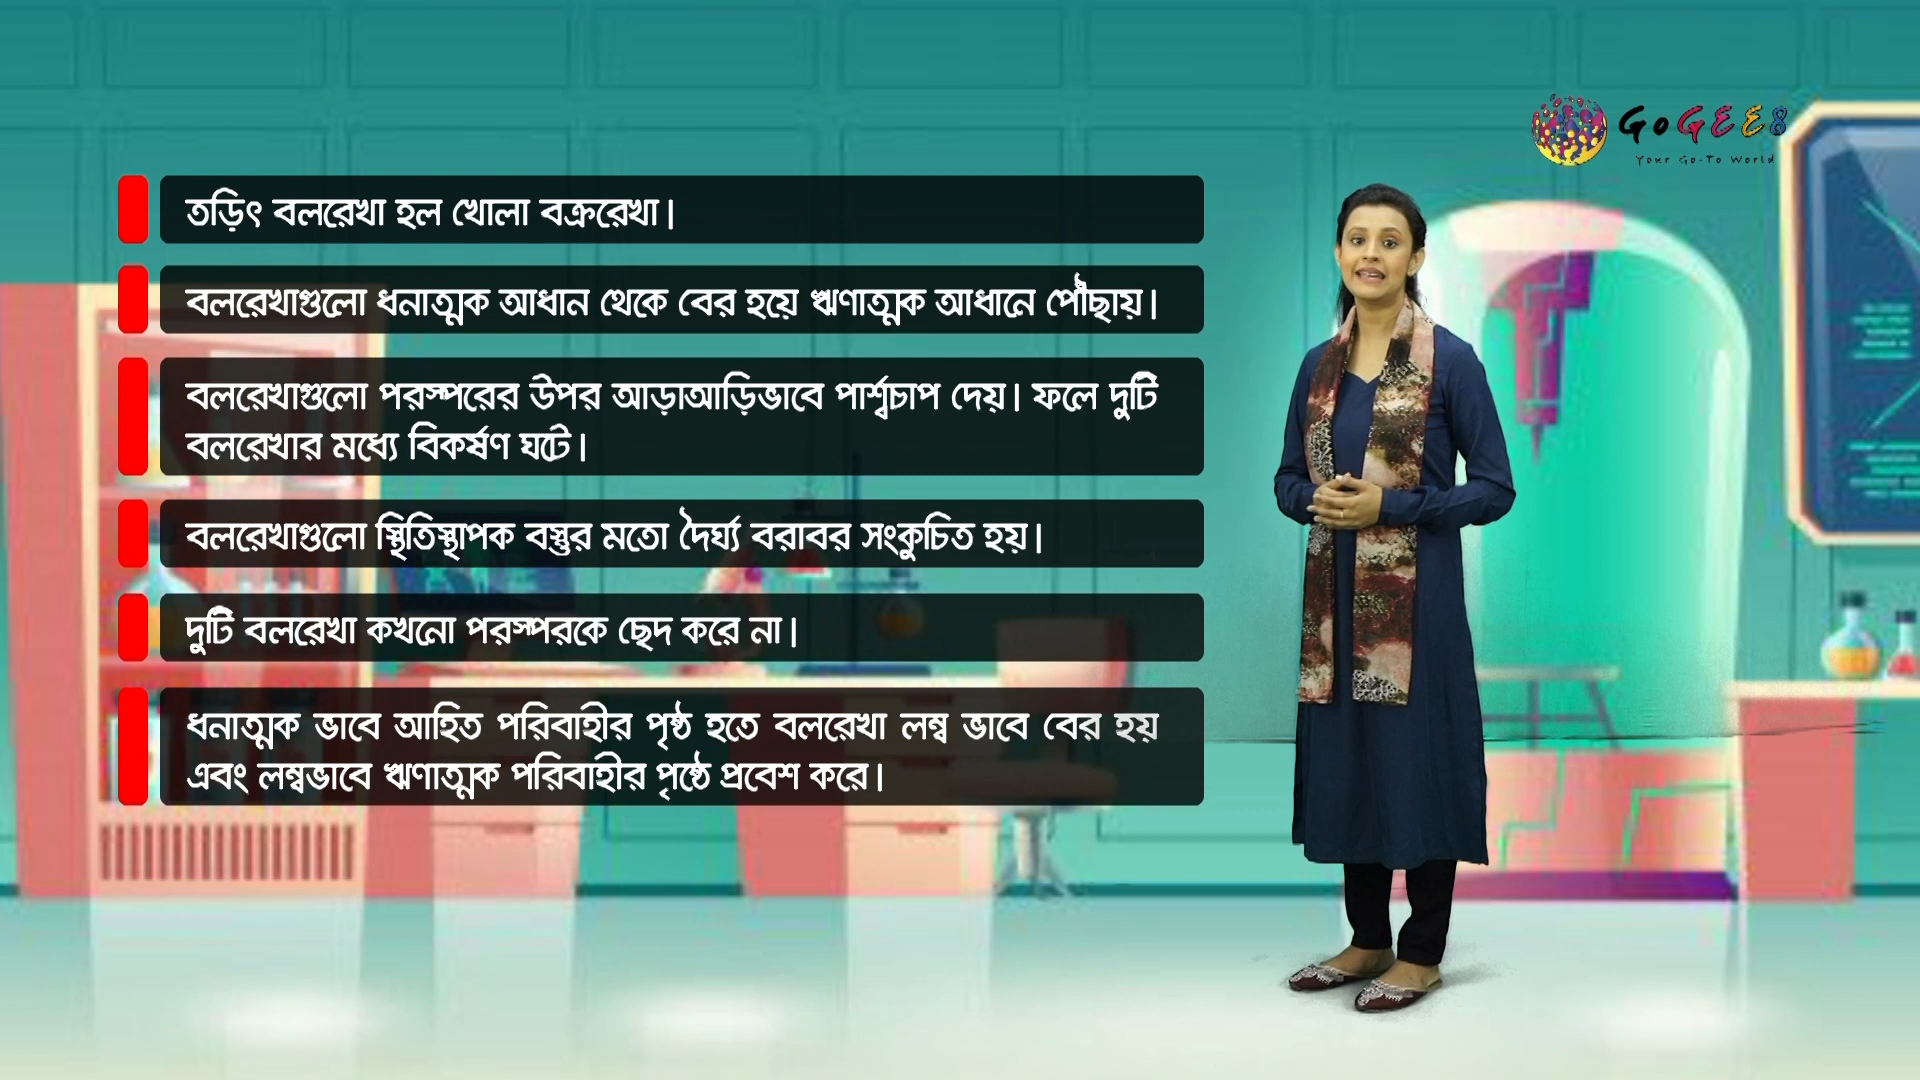 GoGEE8
Your Go-To World
তড়িৎ বলরেখা হল খোলা বক্ররেখা।
বলরেখাগুলো ধনাত্মক আধান থেকে বের হয়ে ঋণাত্মক আধানে পৌঁছায়।
বলরেখাগুলো পরস্পরের উপর আড়াআড়িভাবে পার্শ্বচাপ দেয়। ফলে দুটি
বলরেখার মধ্যে বিকর্ষণ ঘটে।
বলরেখাগুলো স্থিতিস্থাপক বস্তুর মতো দৈর্ঘ্য বরাবর সংকুচিত হয়।
দুটি বলরেখা কখনো পরস্পরকে ছেদ করে না।
ধনাত্মক ভাবে আহিত পরিবাহীর পৃষ্ঠ হতে বলরেখা লম্ব ভাবে বের হয়
এবং লম্বভাবে ঋণাত্মক পরিবাহীর পৃষ্ঠে প্রবেশ করে।